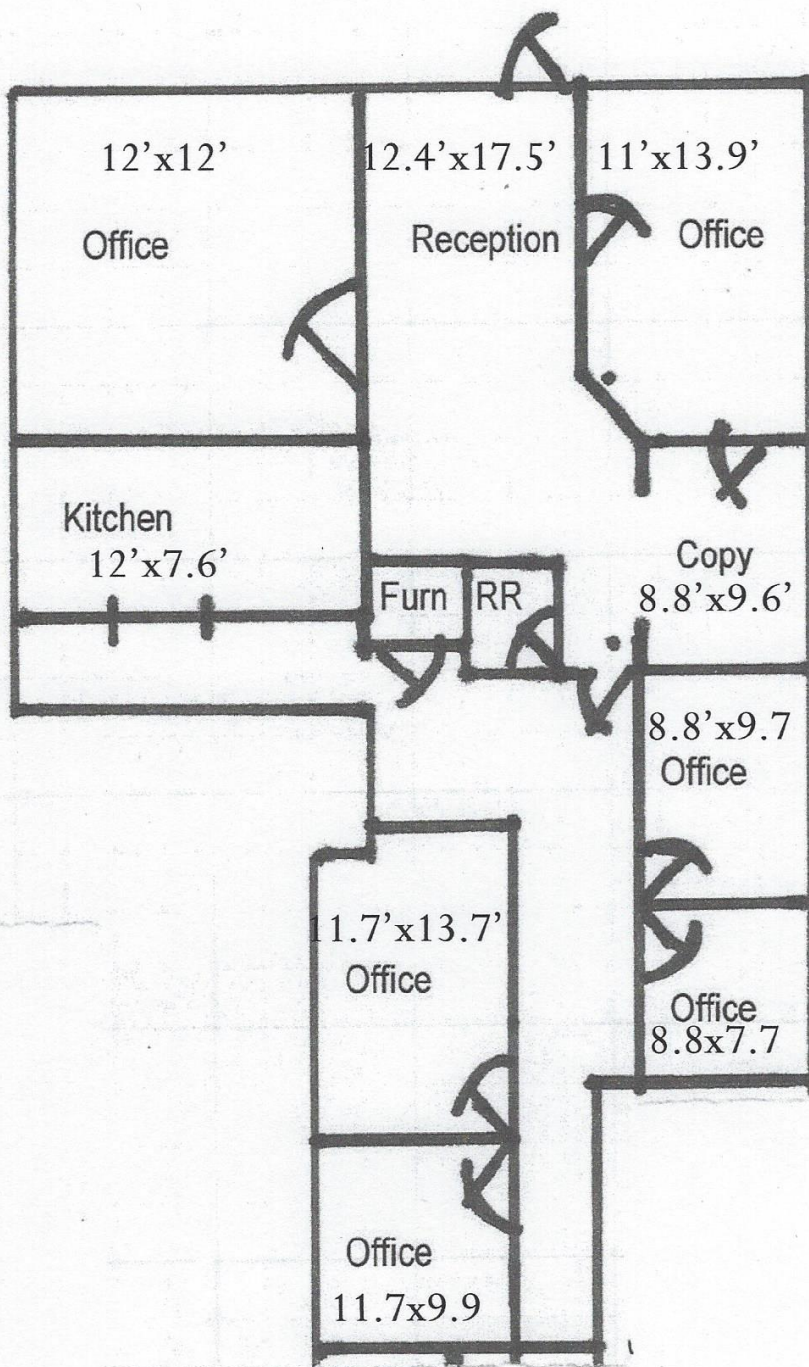 12’x12’
Office
12.4’x17.5’
Reception
11’x13.9’
Office
Kitchen
12’x7.6’
Furn
RR
Copy
8.8’x9.6’
8.8’x9.7
Office
11.7’x13.7’
Office
Office
8.8x7.7
Office
11.7x9.9